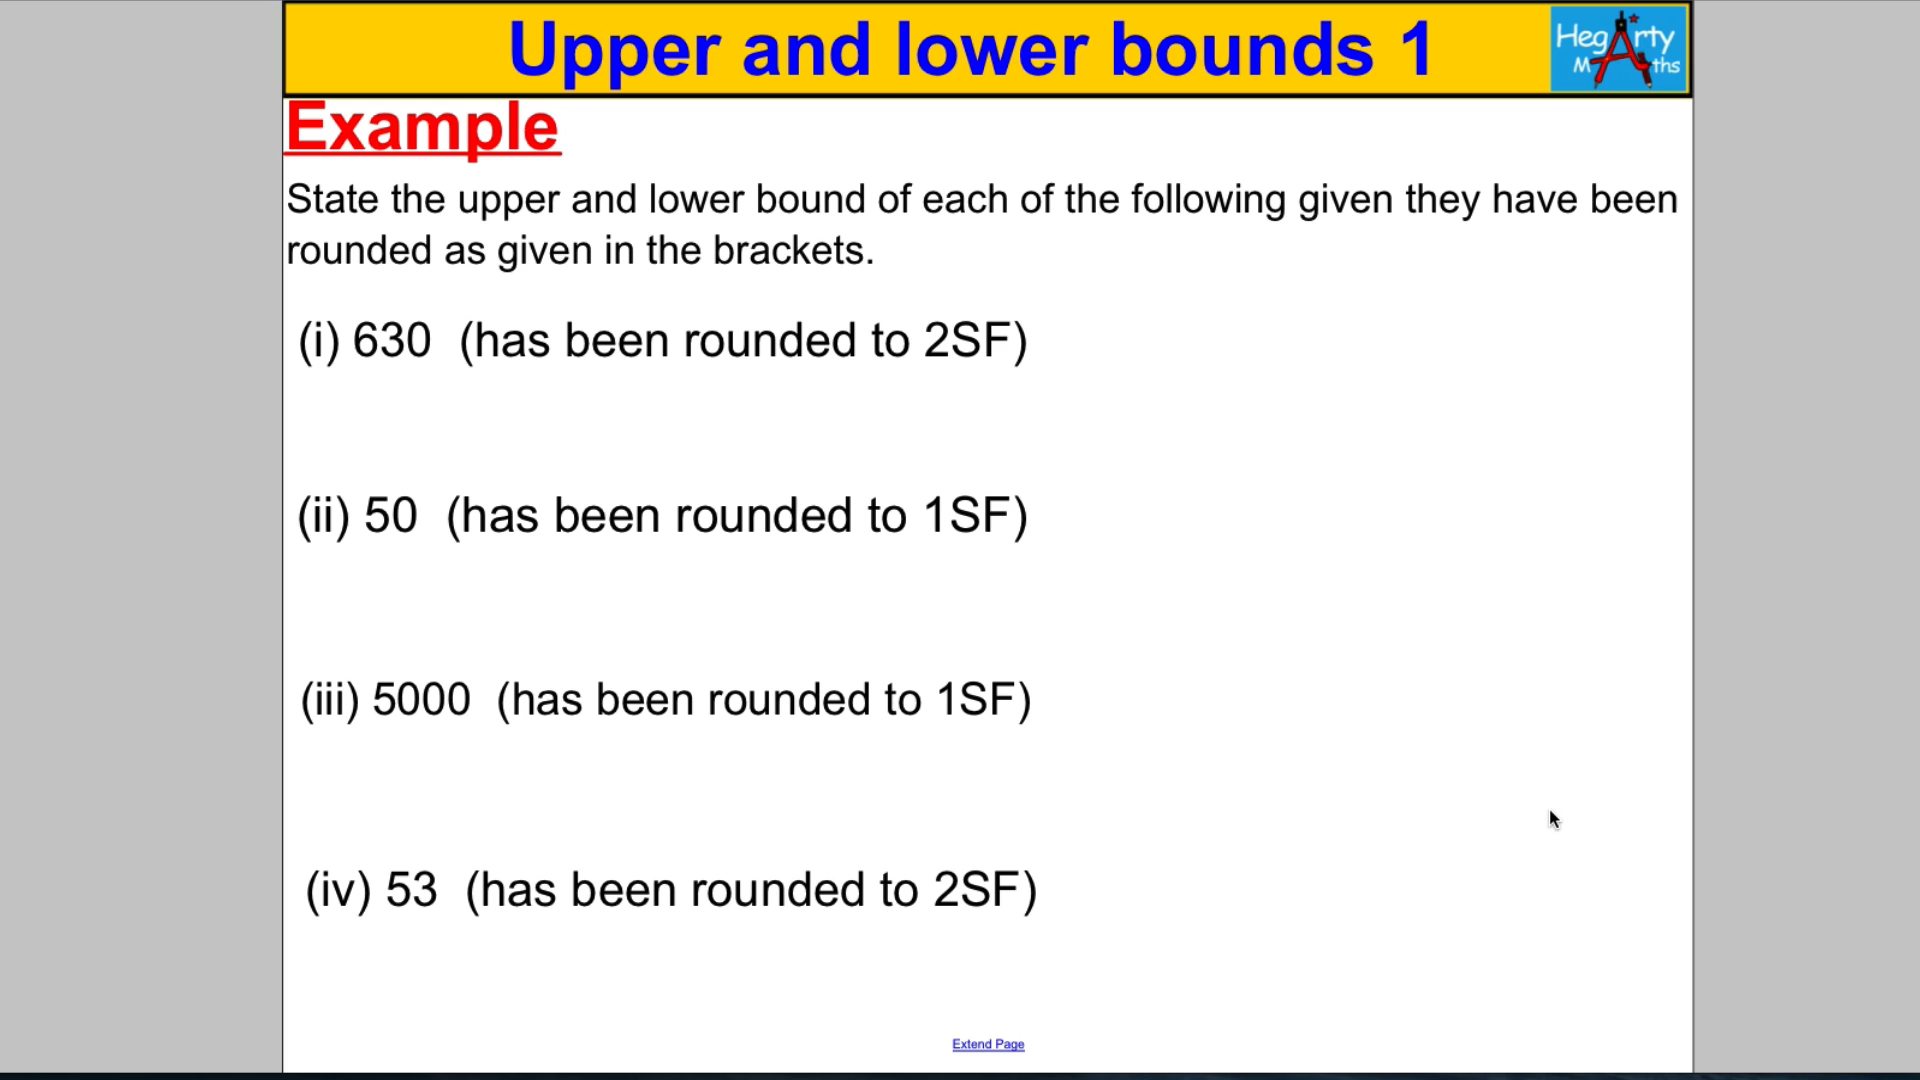 Upper and lower bounds 1
HegArty
Mths
Example
State the upper and lower bound of each of the following given they have been
rounded as given in the brackets.
(i) 630 (has been rounded to 2SF)
(ii) 50 (has been rounded to 1SF)
(iii) 5000 (has been rounded to 1SF)
(iv) 53 (has been rounded to 2SF)
Extend Page